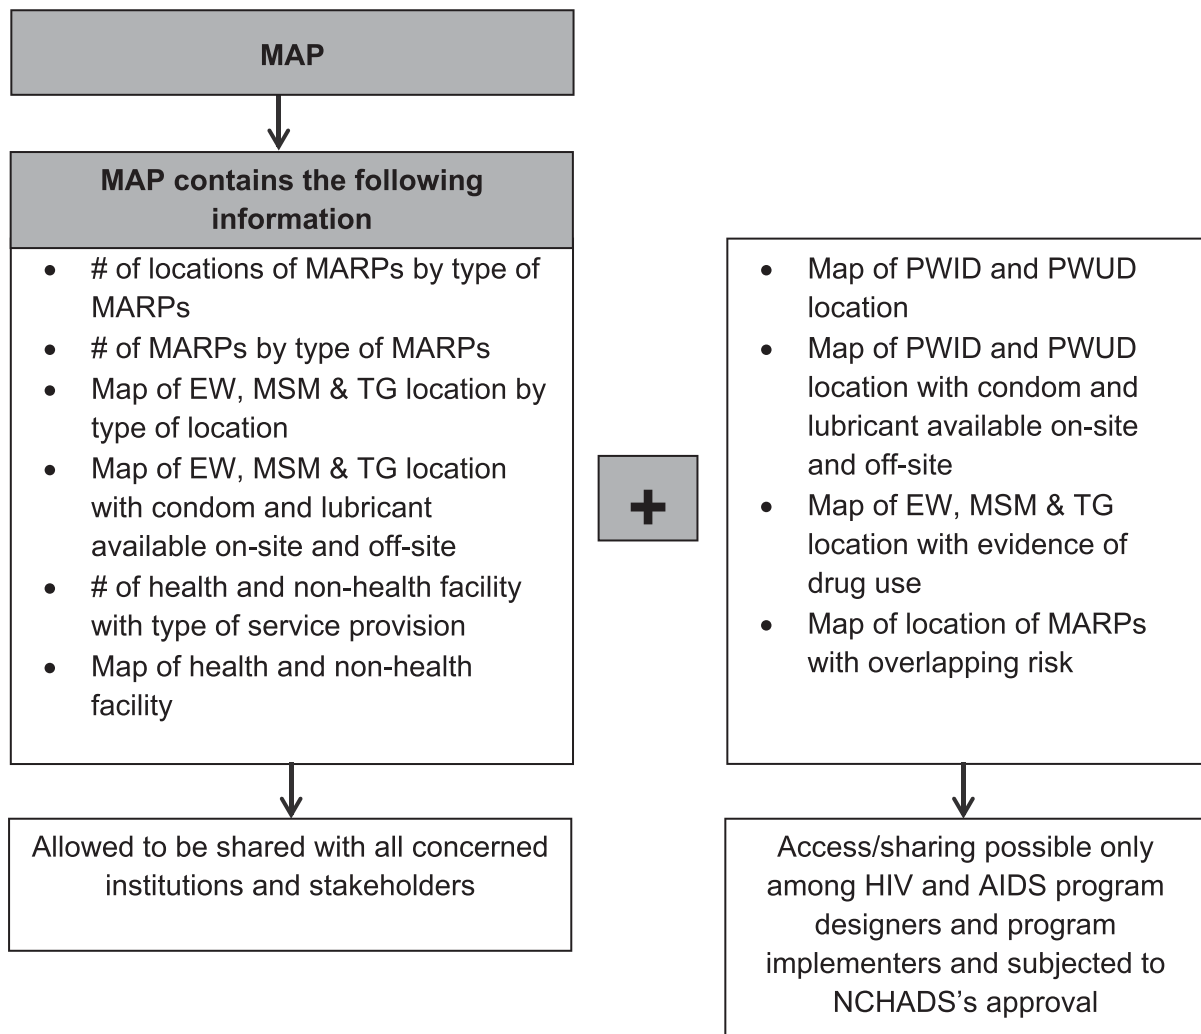 MAP
MAP contains the following
information
• # of locations of MARPs by type of
MARPs
• # of MARPs by type of MARPs
• Map of EW, MSM & TG location by
type of location
• Map of EW, MSM & TG location
with condom and lubricant
available on-site and off-site
• # of health and non-health facility
with type of service provision
• Map of health and non-health
facility
+
• Map of PWID and PWUD
location
• Map of PWID and PWUD
location with condom and
lubricant available on-site
and off-site
• Map of EW, MSM & TG
location with evidence of
drug use
• Map of location of MARPs
with overlapping risk
Allowed to be shared with all concerned
institutions and stakeholders
Access/sharing possible only
among HIV and AIDS program
designers and program
implementers and subjected to
NCHADS’s approval